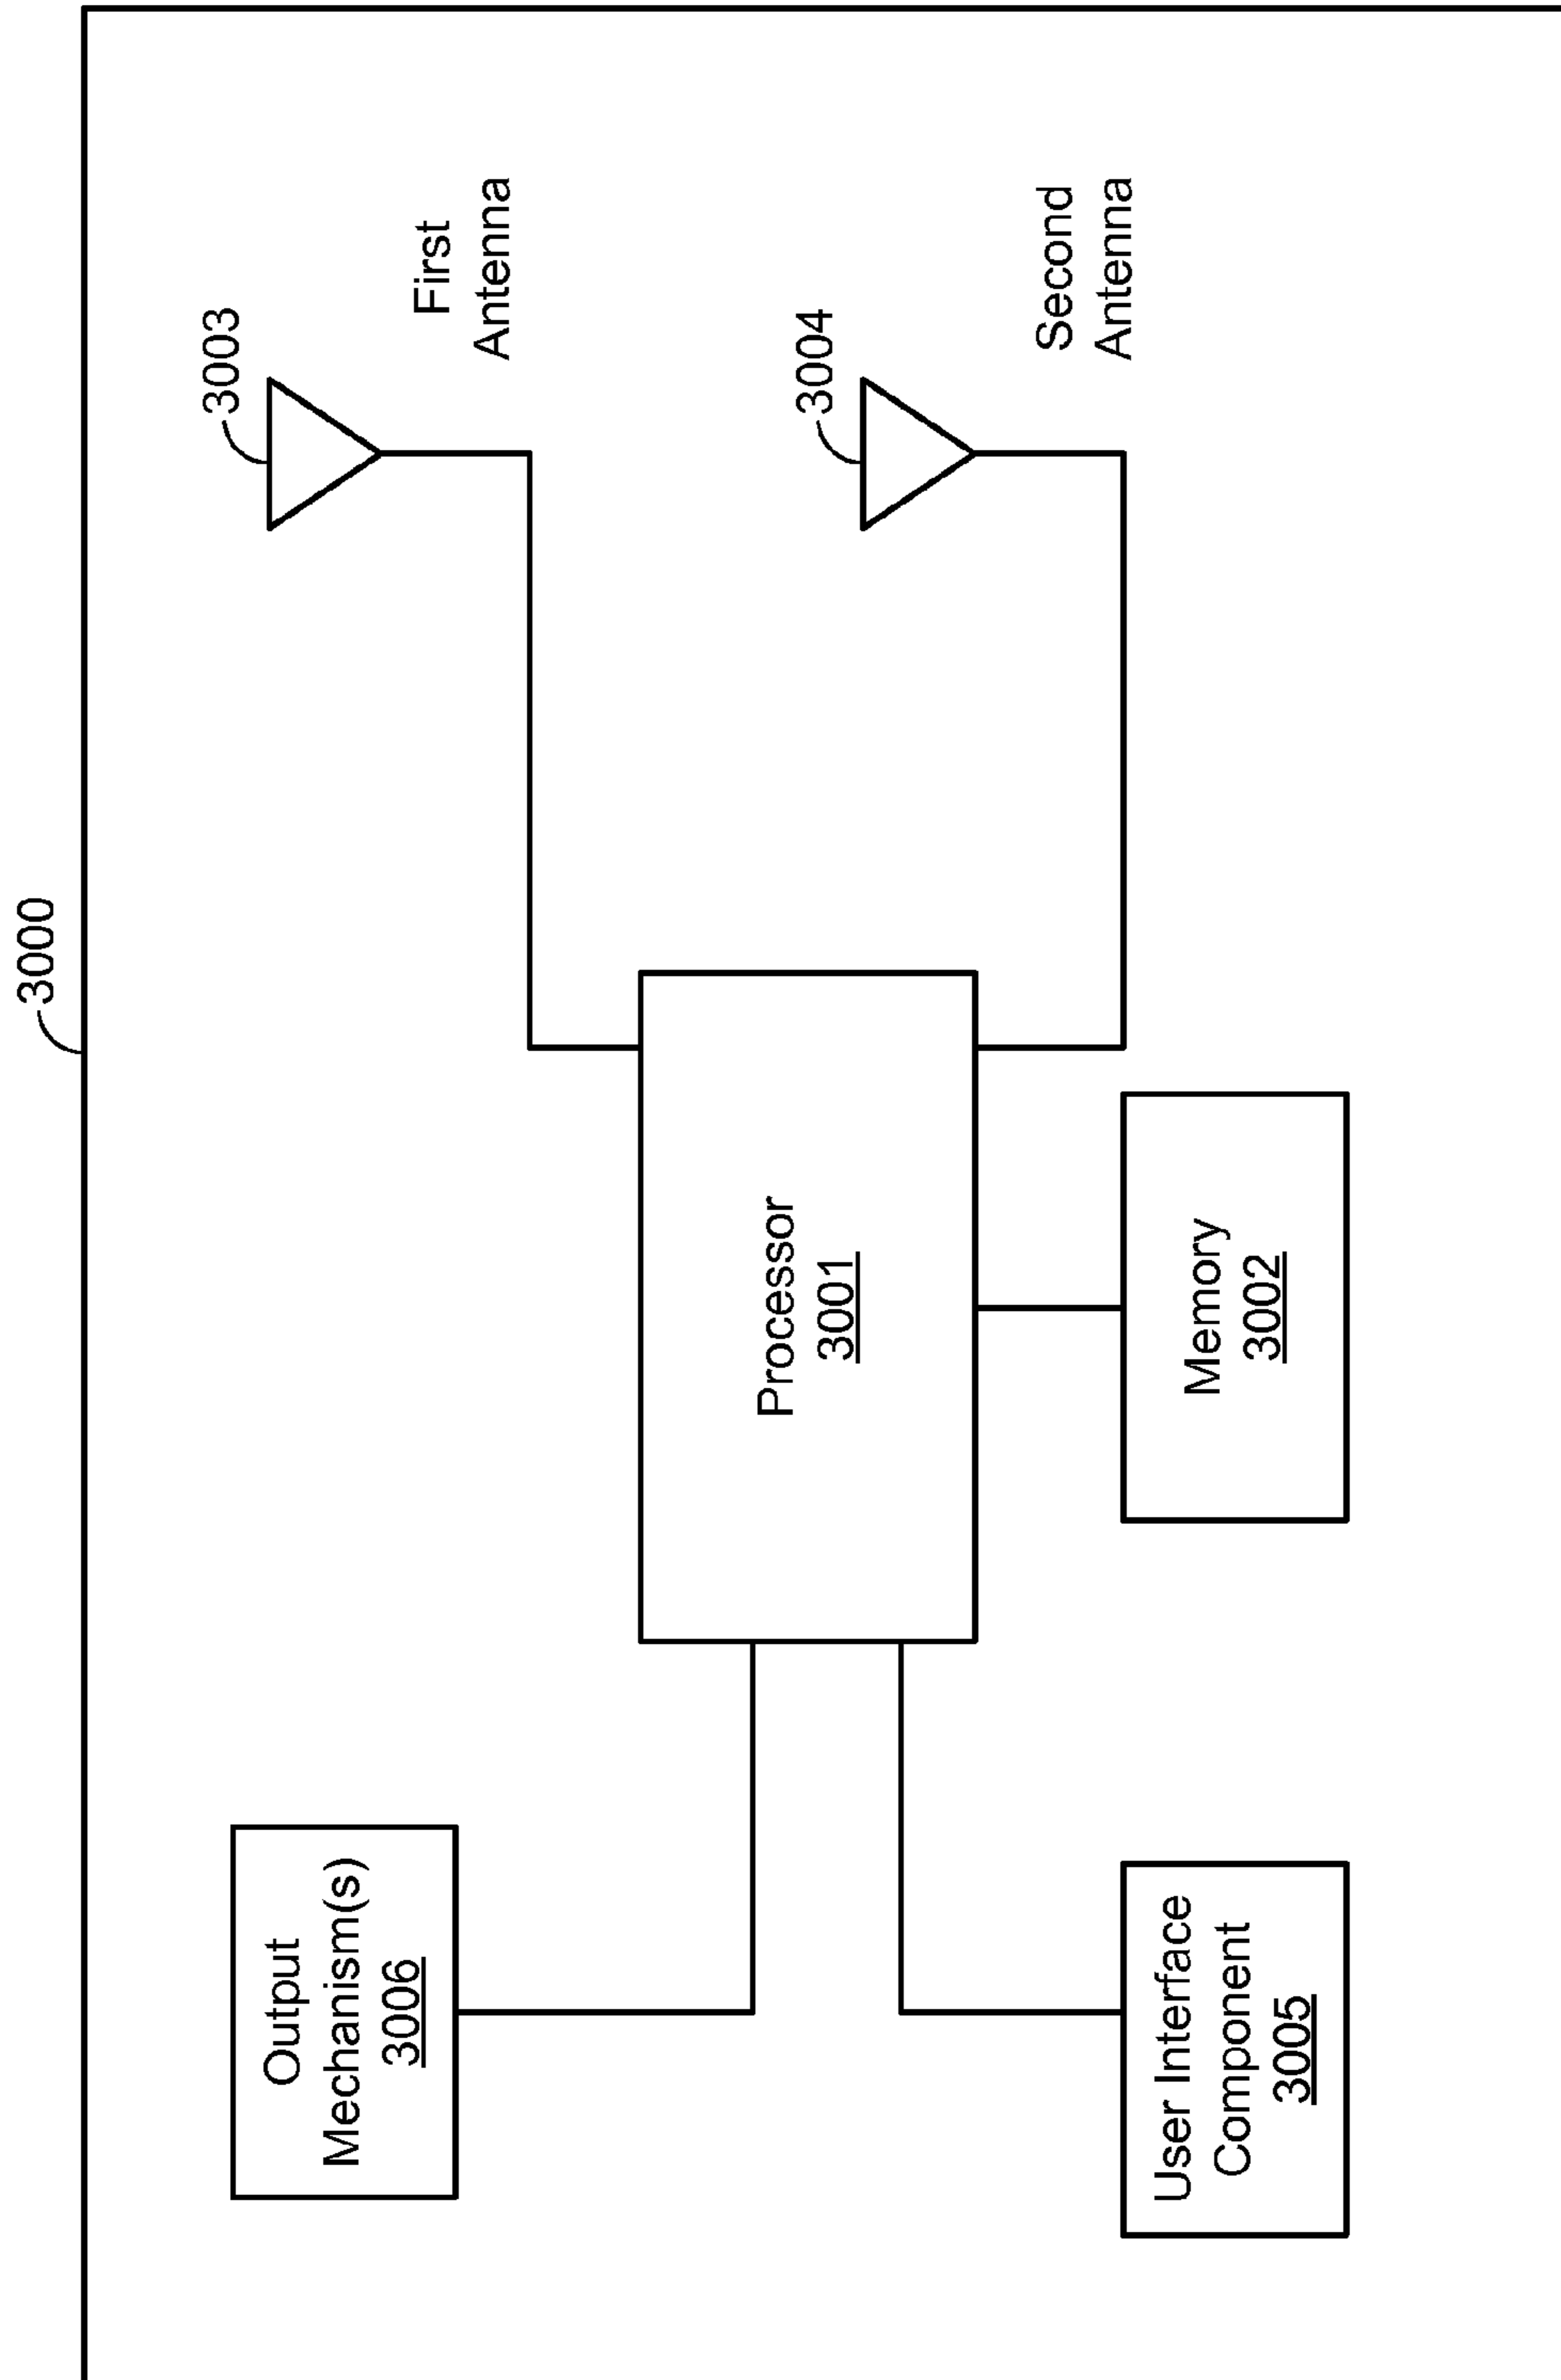 3000
Output
Mechanism(s)
3006
3003
First
Antenna
Processor
3001
3004
Second
Antenna
User Interface
Component
3005
Memory
3002